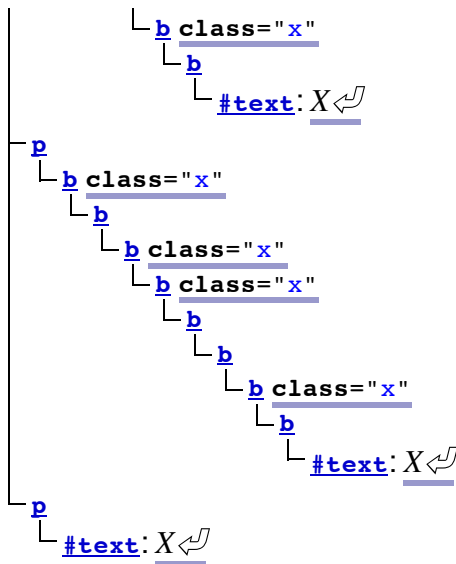 b class="x"
b
#text: X⏎
p
b class="x"
b
b class="x"
b class="x"
b
b
b class="x"
b
#text: X⏎
p
#text: X⏎